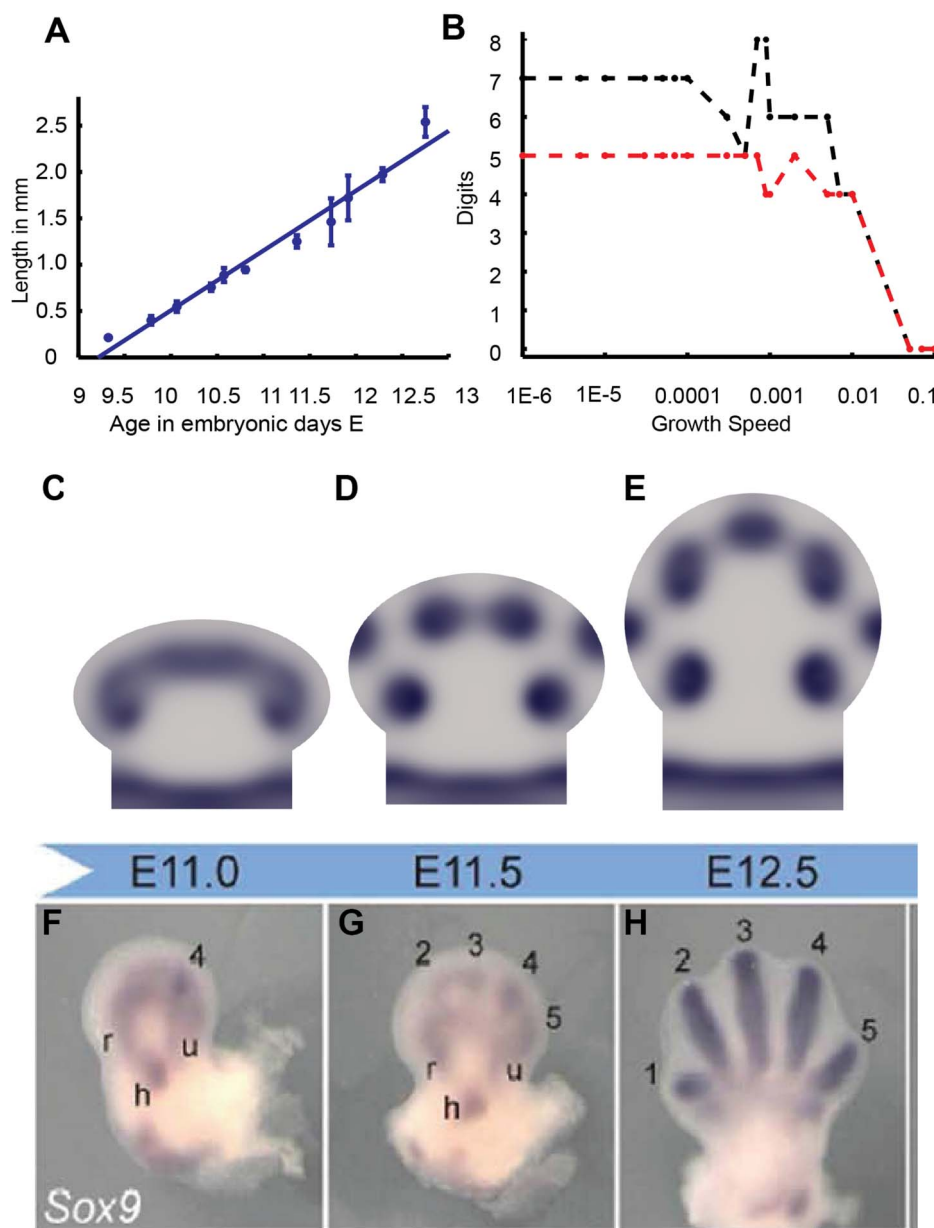 A
B
Length in mm
2.5
2.0
1.5
1.0
0.5
0
9 9.5 10 10.5 11 11.5 12 12.5 13
Age in embryonic days E
Digits
8
7
6
5
4
3
2
1
0
1E-6 1E-5 0.0001 0.001 0.01 0.1
Growth Speed
C
D
E
E11.0 E11.5 E12.5
F
4
r
u
h
Sox9
G
2 3 4
5
r
u
h
H
3
2
4
5
1